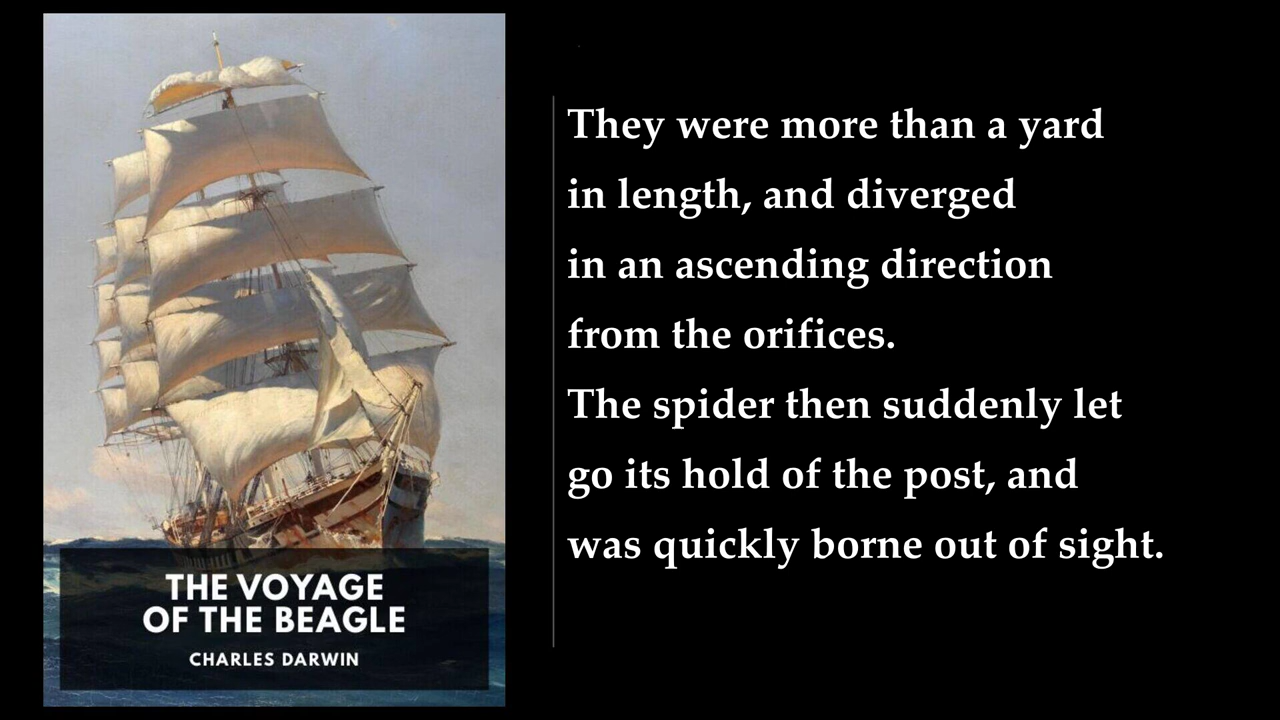 THE VOYAGE
OF THE BEAGLE
CHARLES DARWIN
They were more than a yard
in length, and diverged
in an ascending direction
from the orifices.
The spider then suddenly let
go its hold of the post, and
was quickly borne out of sight.